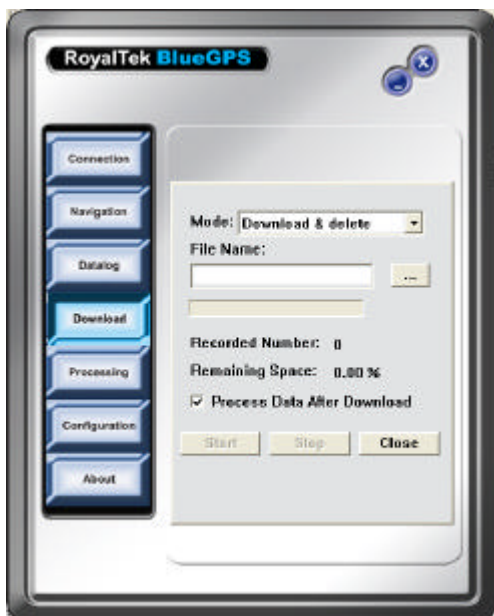 RoyalTek BlueGPS
X
Connection
Navigation
Datalog
Download
Processing
Configuration
About
Mode: Download & delete
File Name:
...
Recorded Number: 0
Remaining Space: 0.00 %
Process Data After Download
Start Stop Close